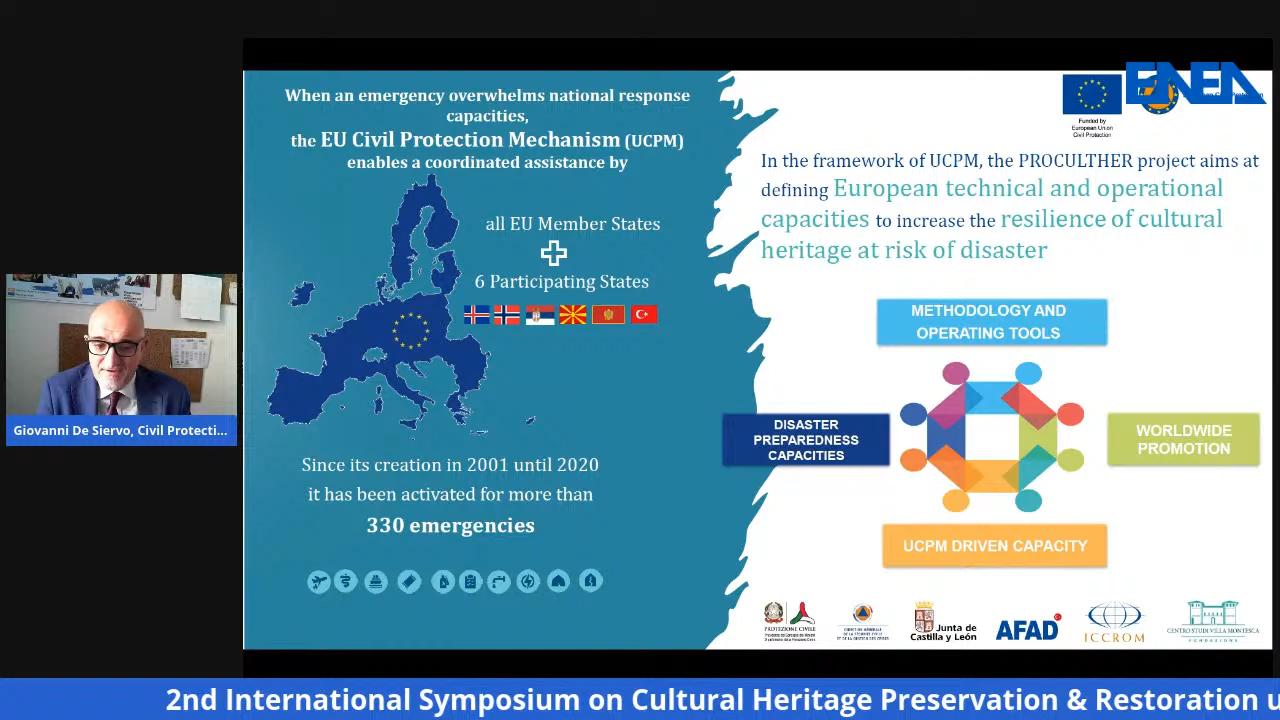 When an emergency overwhelms national response
capacities,
the EU Civil Protection Mechanism (UCPM)
enables a coordinated assistance by
all EU Member States
6 Participating States
Since its creation in 2001 until 2020
it has been activated for more than
330 emergencies
ENEA
Funded by
European Union
Civil Protection
In the framework of UCPM, the PROCULTHER project aims at
defining European technical and operational
capacities to increase the resilience of cultural
heritage at risk of disaster
METHODOLOGY AND
OPERATING TOOLS
DISASTER
PREPAREDNESS
CAPACITIES
WORLDWIDE
PROMOTION
UCPM DRIVEN CAPACITY
PROTEZIONE CIVILE
Junta de
Castilla y León
AFAD
ICCROM
CENTRO STUDI VILLA MONTESCA
Giovanni De Siervo, Civil Protecti...
2nd International Symposium on Cultural Heritage Preservation & Restoration u